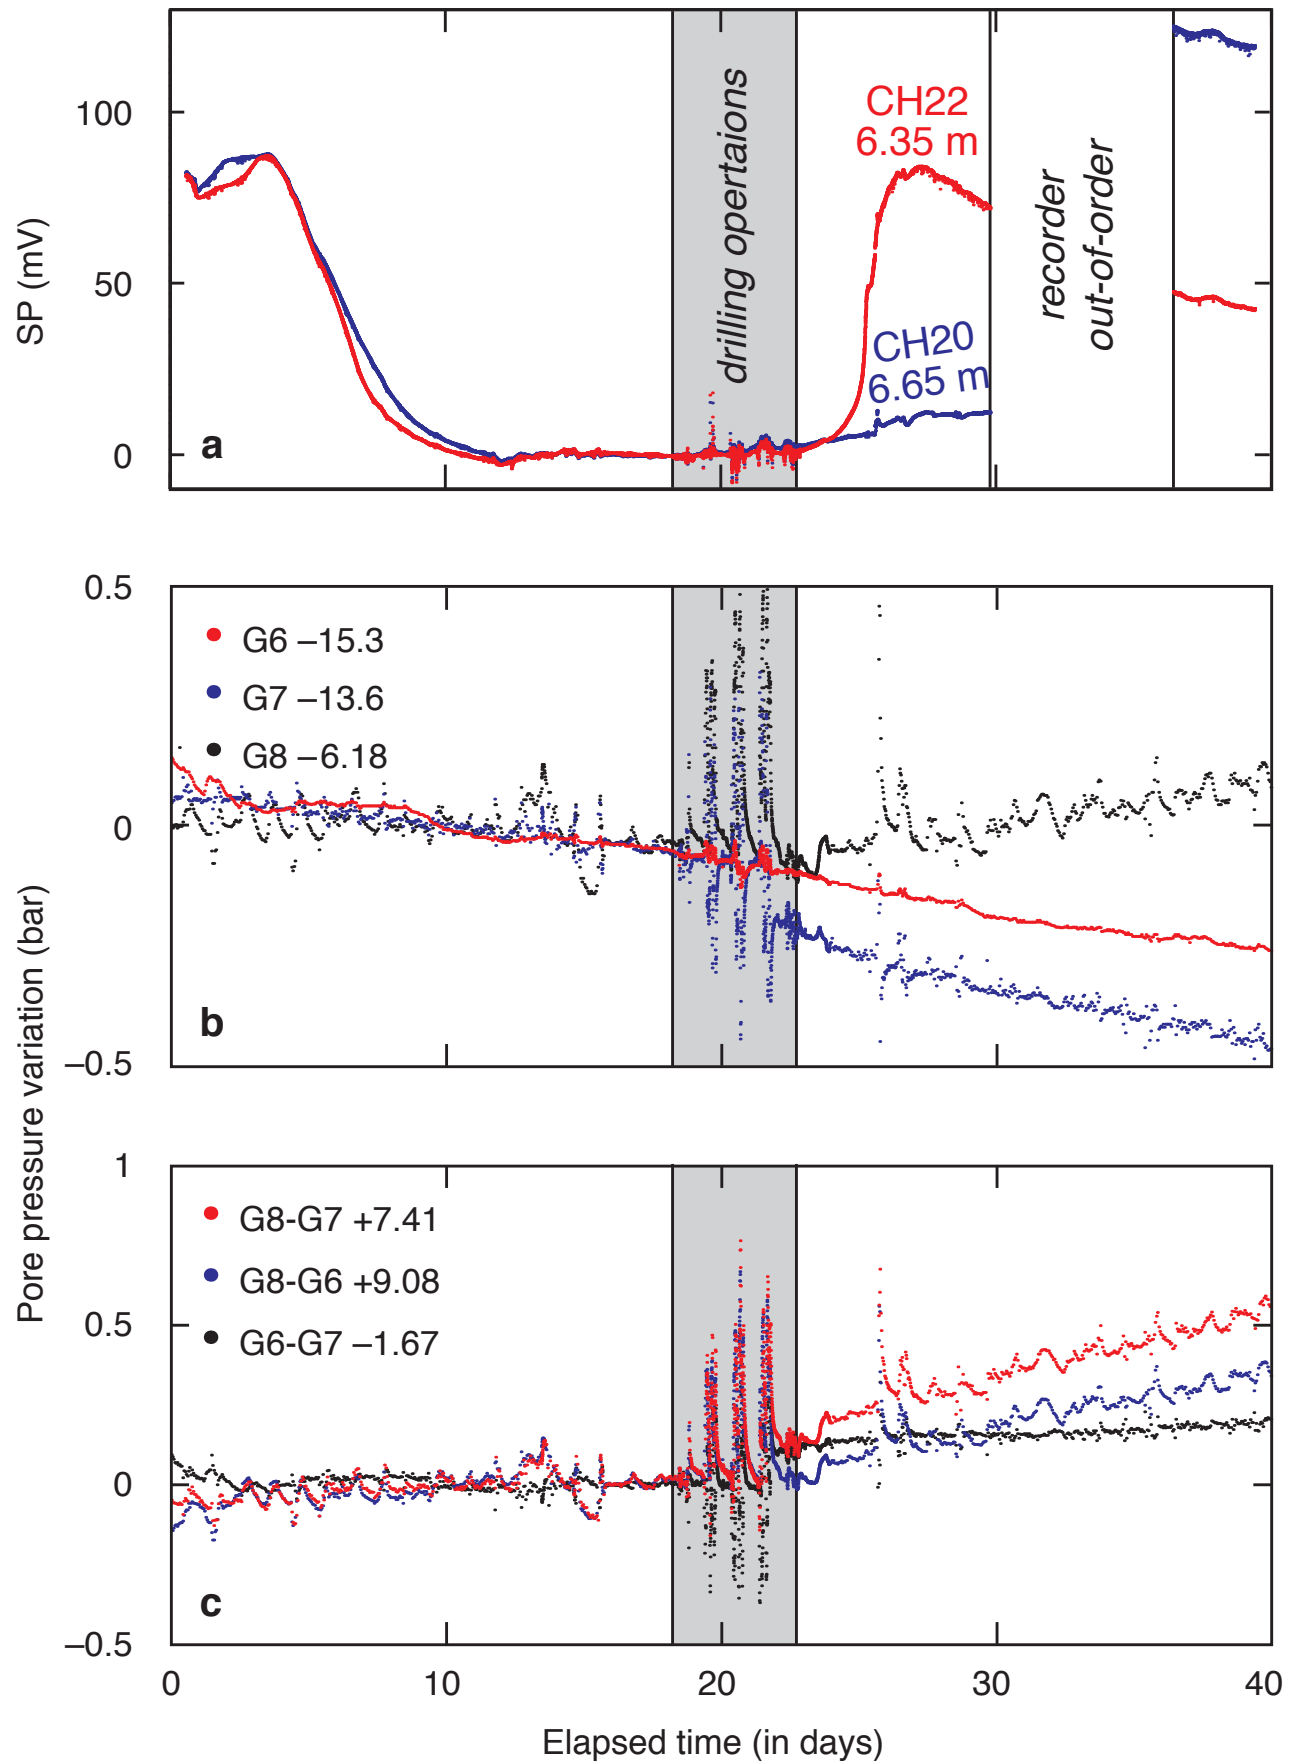 100
50
0
SP (mV)
a
drilling opertaions
CH22
6.35 m
CH20
6.65 m
recorder
out-of-order
0.5
0
–0.5
G6 –15.3
G7 –13.6
G8 –6.18
b
Pore pressure variation (bar)
1
0.5
0
–0.5
G8-G7 +7.41
G8-G6 +9.08
G6-G7 –1.67
c
0 10 20 30 40
Elapsed time (in days)